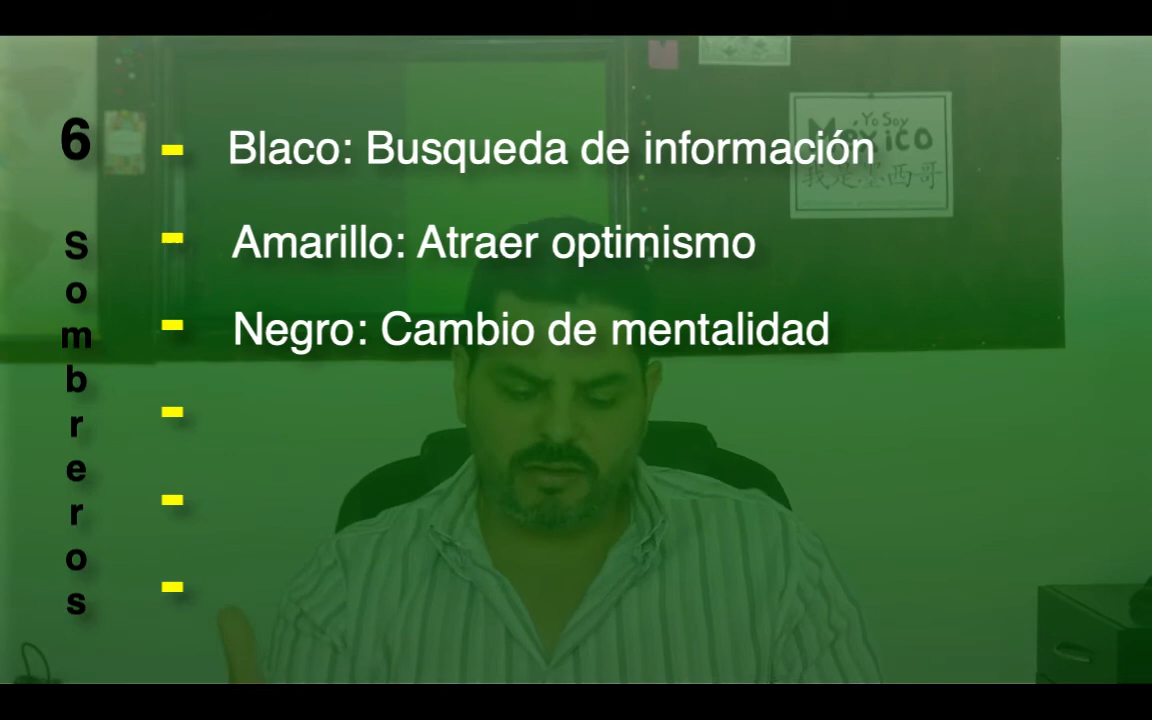 6 Sombreros
- Blaco: Busqueda de información
- Amarillo: Atraer optimismo
- Negro: Cambio de mentalidad
-
-
-
Yo Soy
México
我是墨西哥